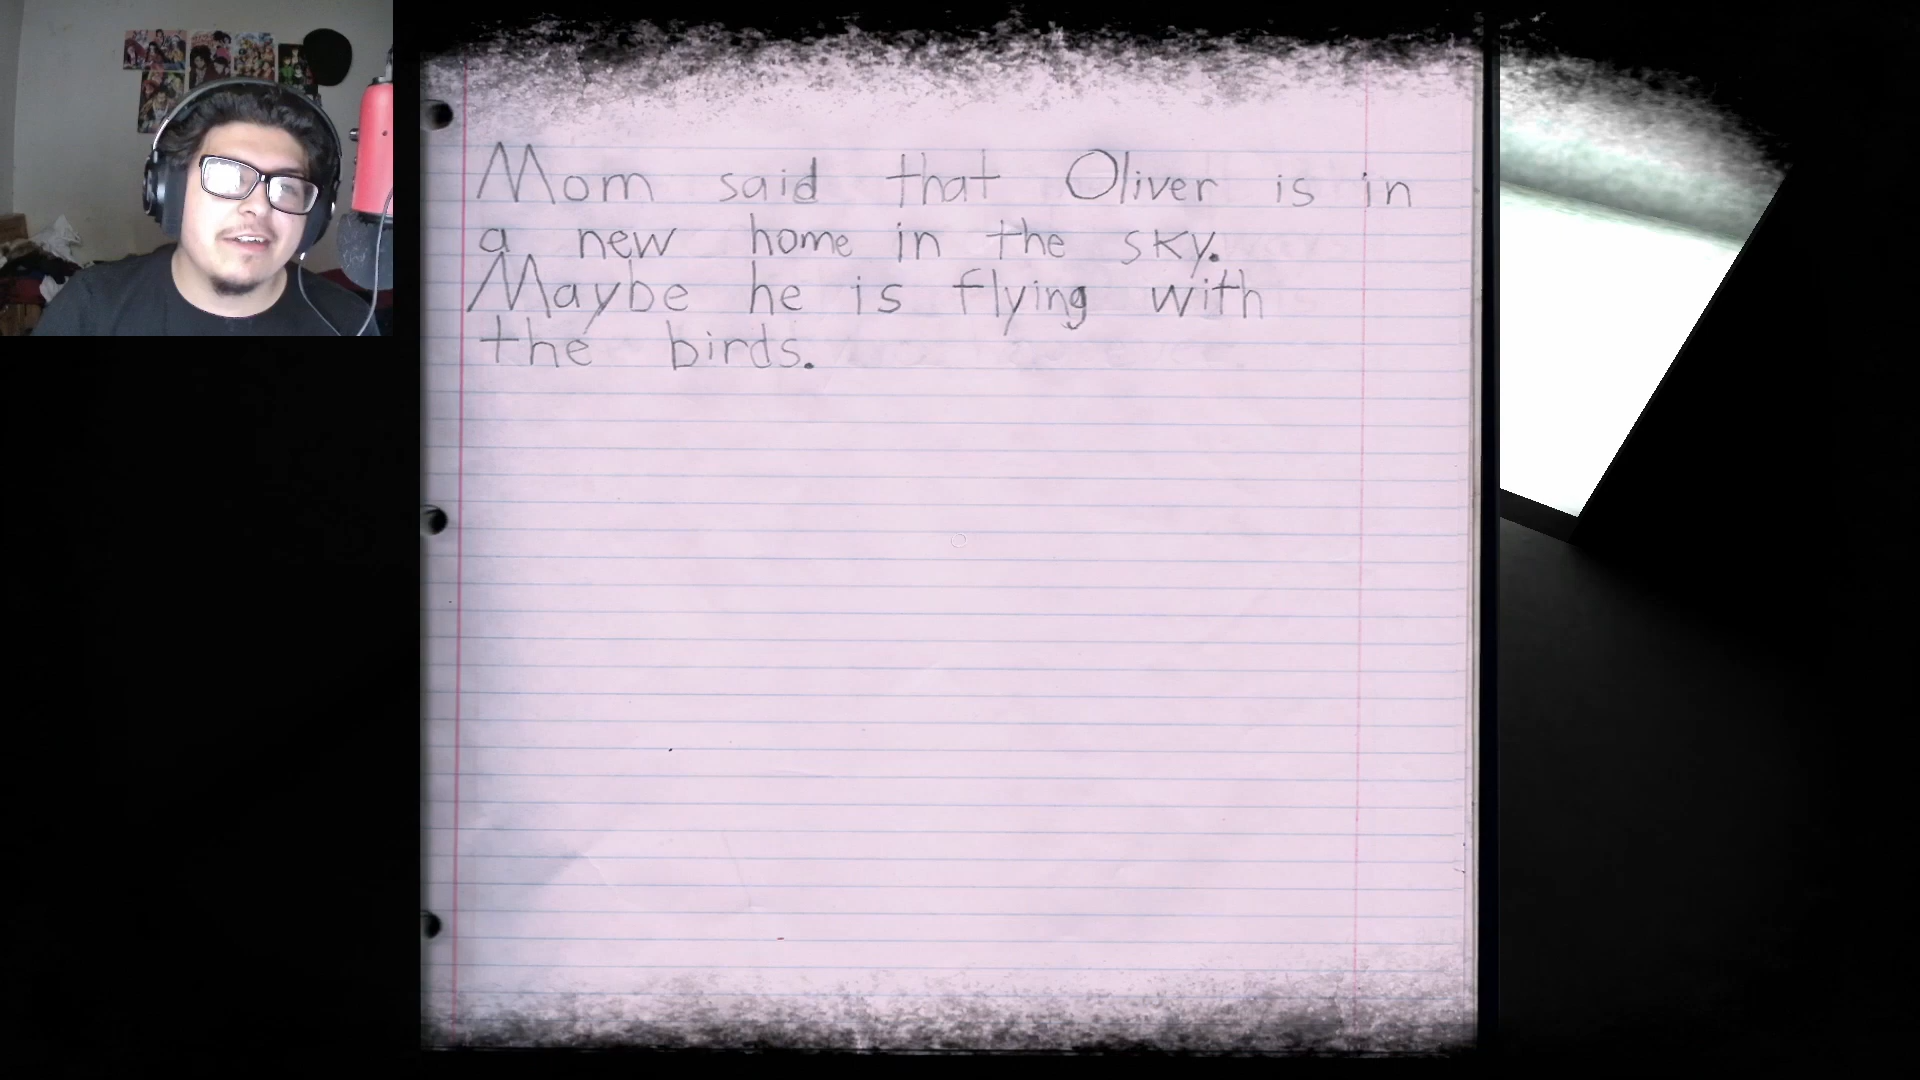 Mom said that Oliver is in
a new home in the sky.
Maybe he is flying with
the birds.